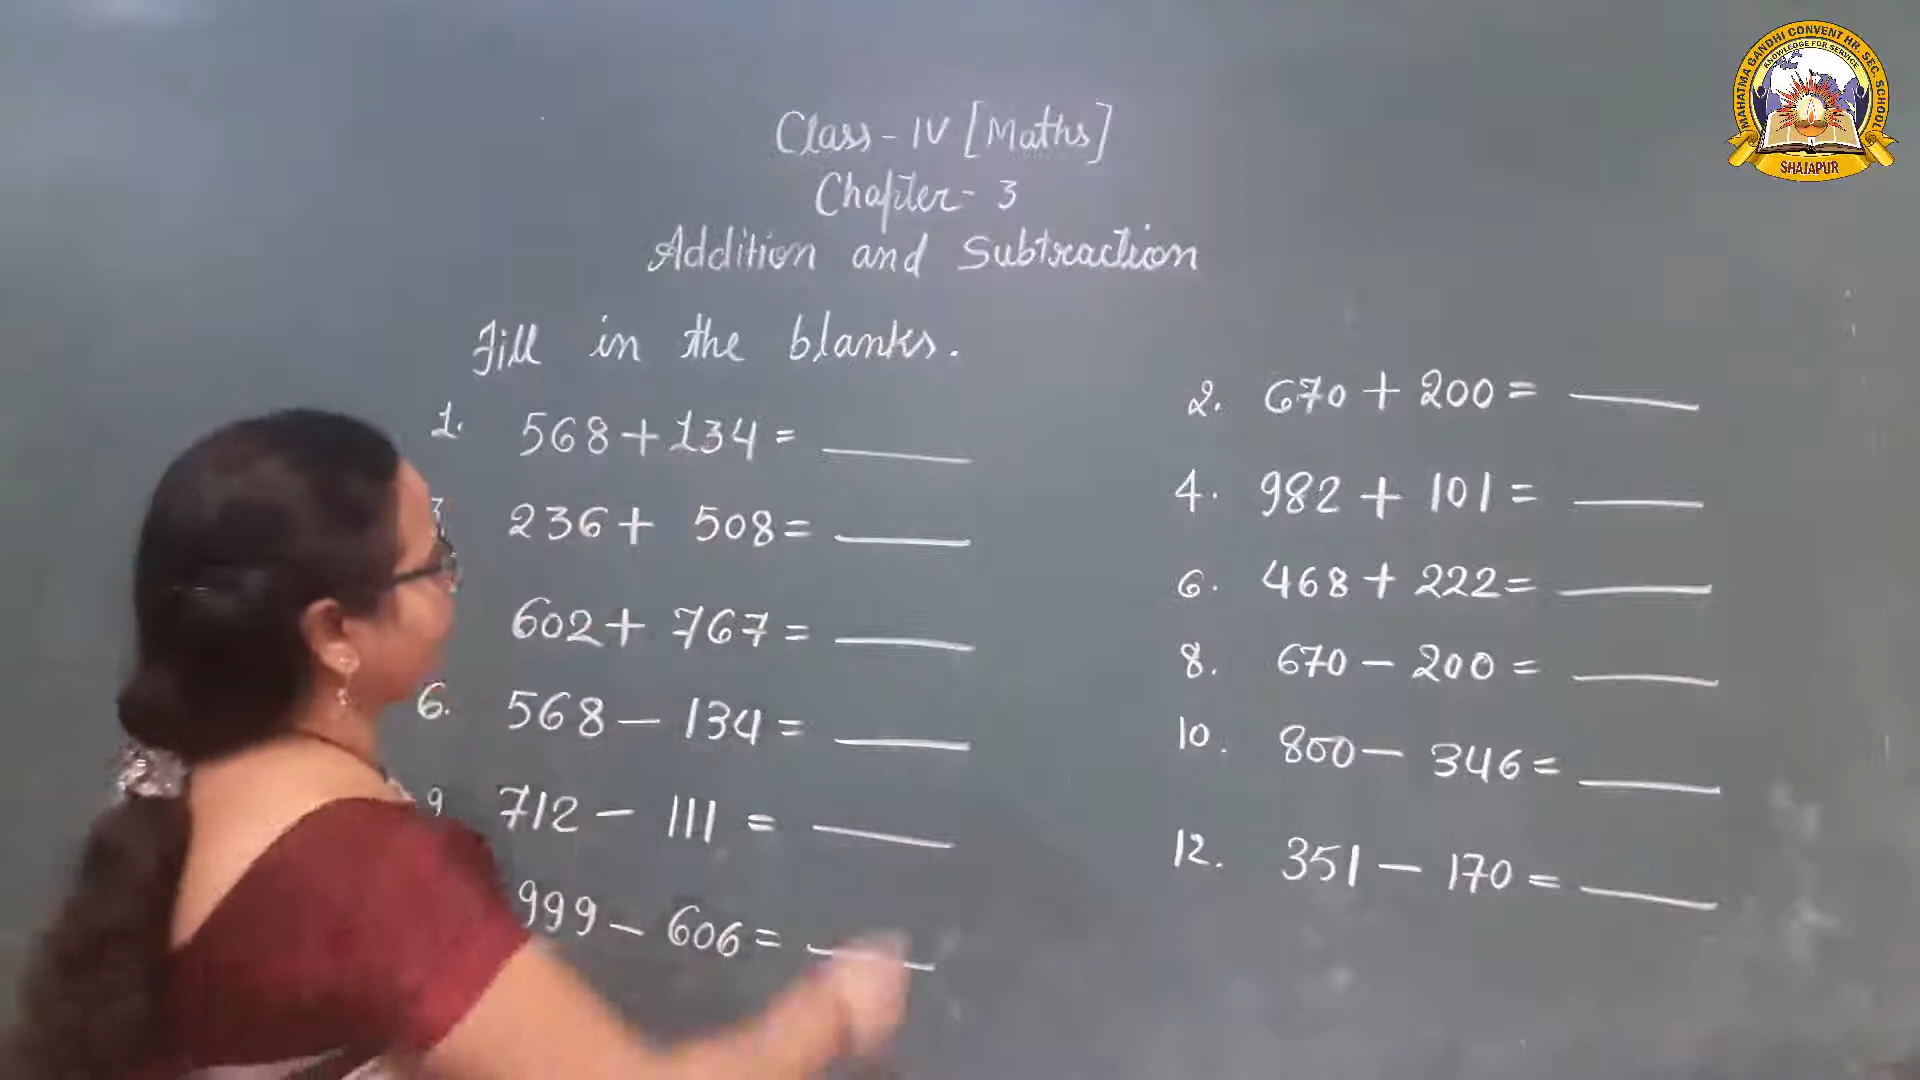 Class - IV [Maths]
Chapter - 3
Addition and Subtraction
Fill in the blanks.
1. 568 + 134 = ____
2. 670 + 200 = ____
3. 236 + 508 = ____
4. 982 + 101 = ____
602 + 767 = ____
6. 468 + 222 = ____
6. 568 - 134 = ____
8. 670 - 200 = ____
9 712 - 111 = ____
10. 800 - 346 = ____
999 - 606 = ____
12. 351 - 170 = ____
MAHATMA GANDHI CONVENT HR. SEC. SCHOOL
KNOWLEDGE FOR SERVICE
SHAJAPUR